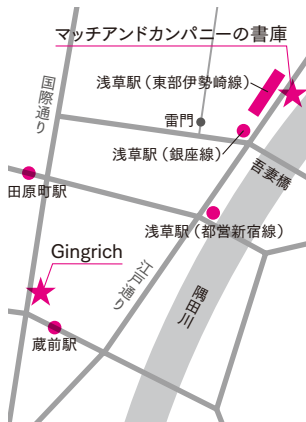 マッチアンドカンパニーの書庫
国際通り
浅草駅（東部伊勢崎線）
雷門
浅草駅（銀座線）
吾妻橋
田原町駅
浅草駅（都営新宿線）
Gingrich
江戸通り
隅田川
蔵前駅